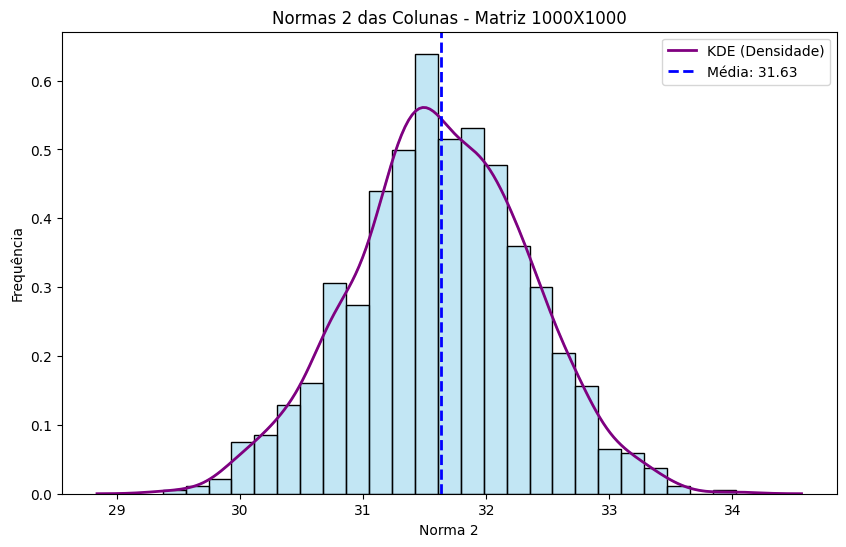 Normas 2 das Colunas - Matriz 1000X1000
KDE (Densidade)
Média: 31.63
Frequência
0.6
0.5
0.4
0.3
0.2
0.1
0.0
29 30 31 32 33 34
Norma 2